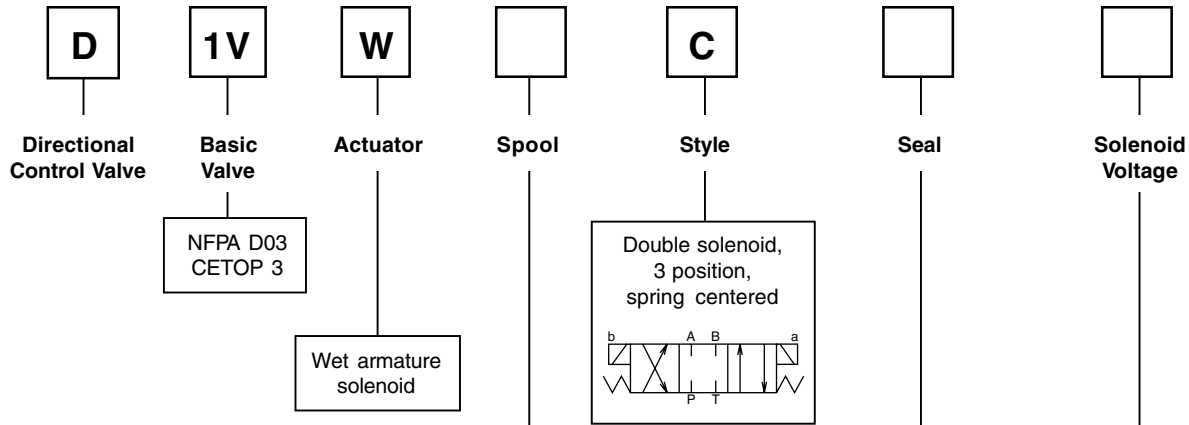 D 1V W C
Directional Control Valve
Basic Valve
Actuator
Spool
Style
Seal
Solenoid Voltage
NFPA D03
CETOP 3
Wet armature
solenoid
Double solenoid,
3 position,
spring centered
b A B a
P T